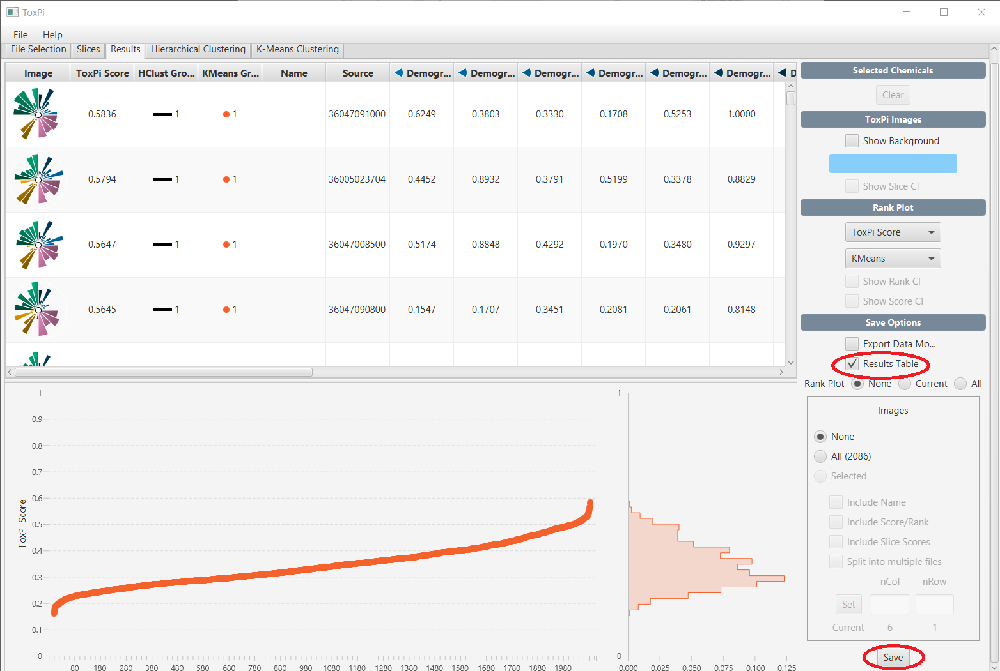 ToxPi
File Help
File Selection Slices Results Hierarchical Clustering K-Means Clustering
Image ToxPi Score HClust Gro... KMeans Gr... Name Source Demogr... Demogr... Demogr... Demogr... Demogr... Demogr... D
0.5836 1 1 36047091000 0.6249 0.3803 0.3330 0.1708 0.5253 1.0000
0.5794 1 1 36005023704 0.4452 0.8932 0.3791 0.5199 0.3378 0.8829
0.5647 1 1 36047008500 0.5174 0.8848 0.4292 0.1970 0.3480 0.9297
0.5645 1 1 36047090800 0.1547 0.1707 0.3451 0.2081 0.2061 0.8148
Selected Chemicals
Clear
ToxPi Images
Show Background
Show Slice CI
Rank Plot
ToxPi Score
KMeans
Show Rank CI
Show Score CI
Save Options
Export Data Mo...
Results Table
Rank Plot None Current All
Images
None
All (2086)
Selected
Include Name
Include Score/Rank
Include Slice Scores
Split into multiple files
nCol nRow
Set
Current 6 1
Save
ToxPi Score
1
0.9
0.8
0.7
0.6
0.5
0.4
0.3
0.2
0.1
0
80 180 280 380 480 580 680 780 880 980 1080 1180 1280 1380 1480 1580 1680 1780 1880 1980
1
0
0.000 0.025 0.050 0.075 0.100 0.125